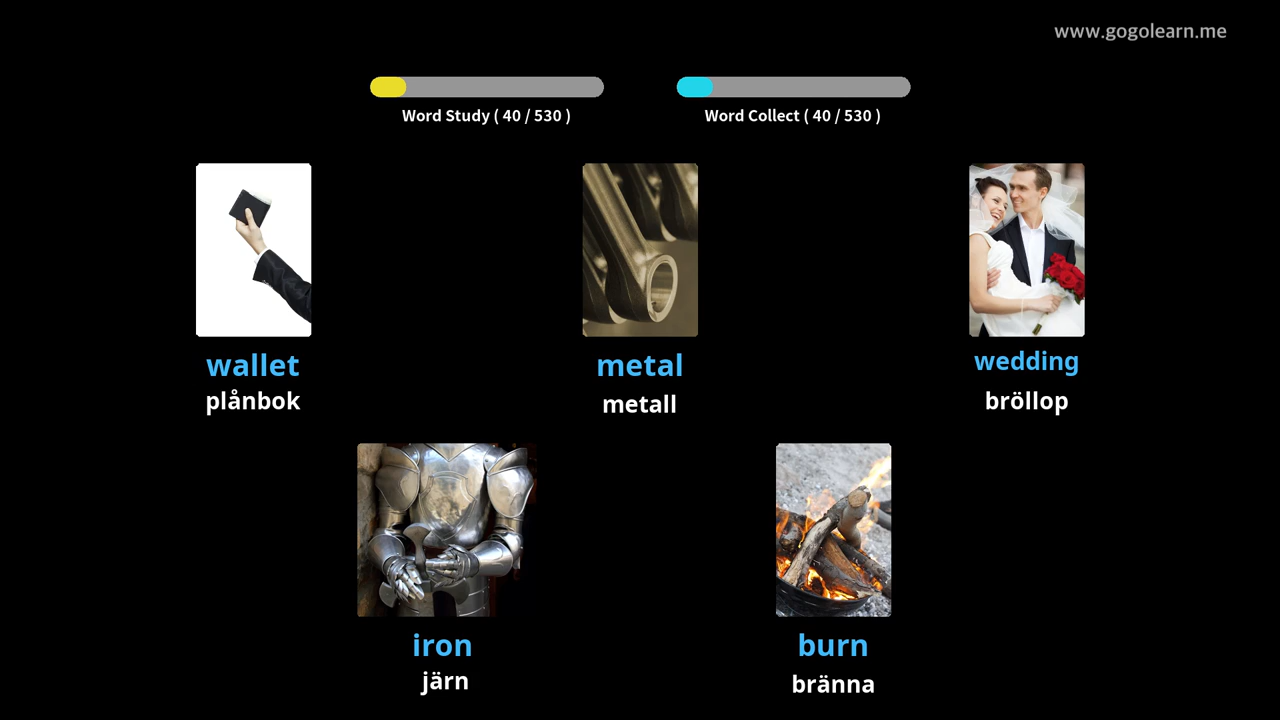 www.gogolearn.me
Word Study ( 40 / 530 )
Word Collect ( 40 / 530 )
wallet
plånbok
metal
metall
wedding
bröllop
iron
järn
burn
bränna